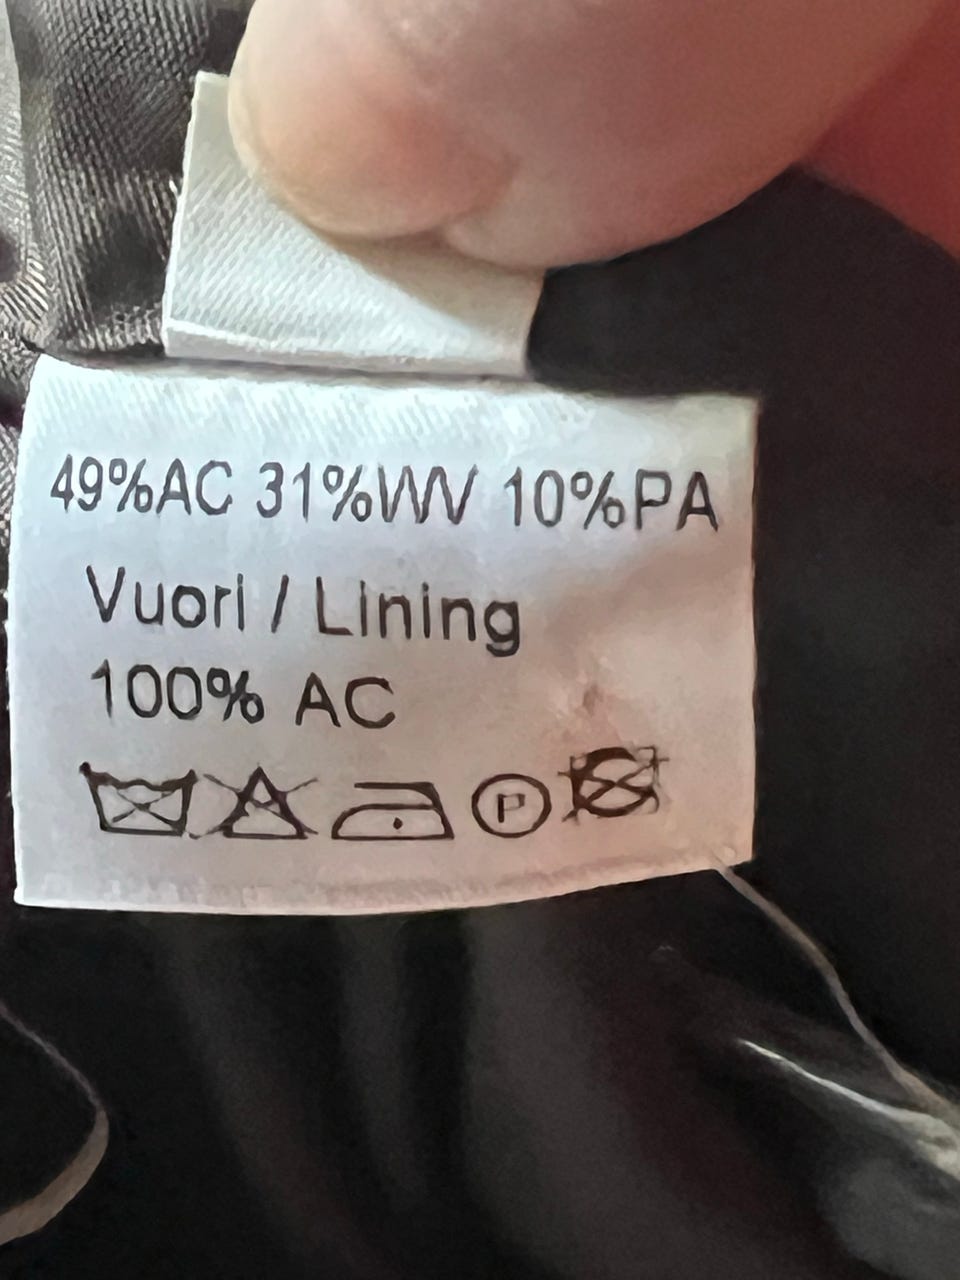 49%AC 31%WV 10%PA
Vuori / Lining
100% AC
P